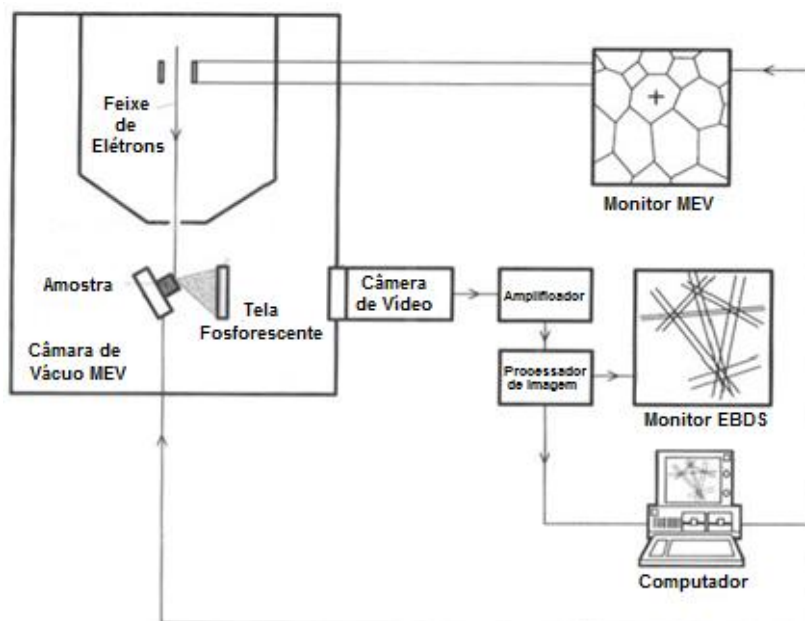 Feixe
de
Elétrons
Monitor MEV
Amostra
Tela
Fosforescente
Câmara de
Vácuo MEV
Câmera
de Vídeo
Amplificador
Processador
de Imagem
Monitor EBDS
Computador